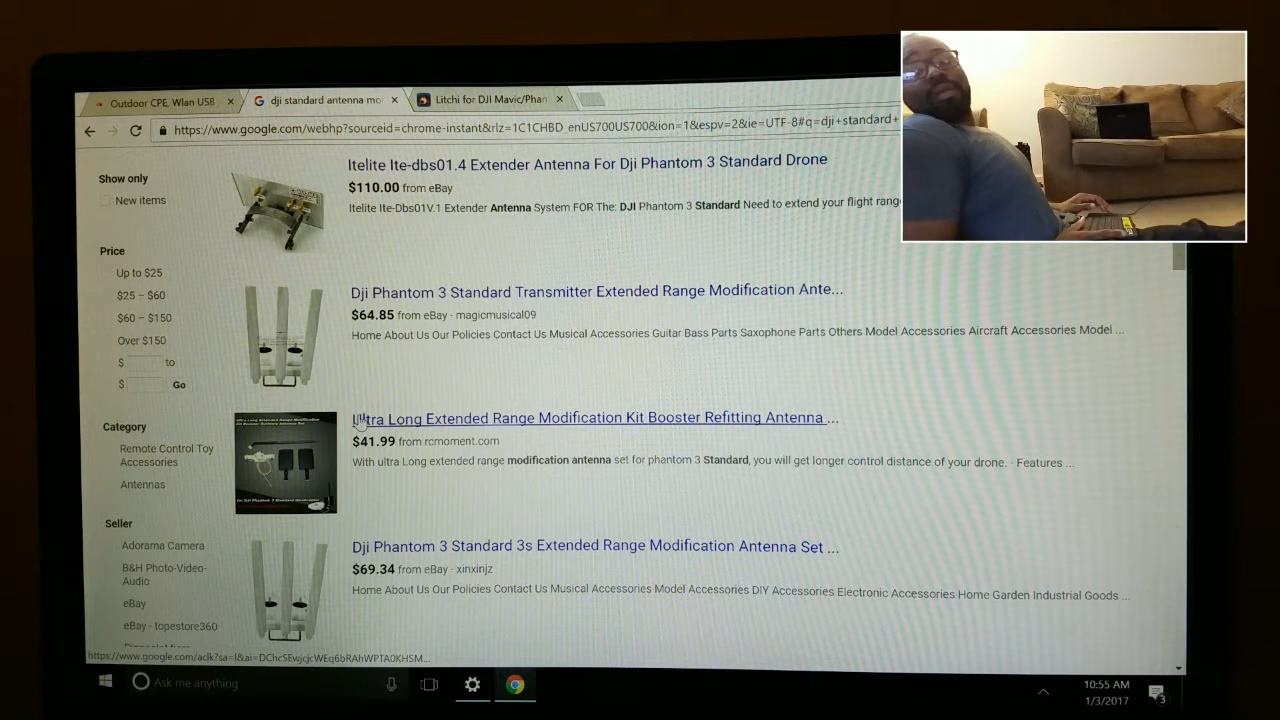 Outdoor CPE, Wlan USB
dji standard antenna mo
Litchi for DJI Mavic/Phan
https://www.google.com/webhp?sourceid=chrome-instant&rlz=1C1CHBD_enUS700US700&ion=1&espv=2&ie=UTF-8#q=dji+standard+
Show only
New items
Price
Up to $25
$25 – $60
$60 – $150
Over $150
$ to
$ Go
Category
Remote Control Toy
Accessories
Antennas
Seller
Adorama Camera
B&H Photo-Video-
Audio
eBay
eBay - topestore360
Itelite Ite-dbs01.4 Extender Antenna For Dji Phantom 3 Standard Drone
$110.00 from eBay
Itelite Ite-Dbs01V.1 Extender Antenna System FOR The: DJI Phantom 3 Standard Need to extend your flight rang
Dji Phantom 3 Standard Transmitter Extended Range Modification Ante...
$64.85 from eBay - magicmusical09
Home About Us Our Policies Contact Us Musical Accessories Guitar Bass Parts Saxophone Parts Others Model Accessories Aircraft Accessories Model ...
Ultra Long Extended Range Modification Kit Booster Refitting Antenna ...
$41.99 from rcmoment.com
With ultra Long extended range modification antenna set for phantom 3 Standard, you will get longer control distance of your drone. · Features ...
Dji Phantom 3 Standard 3s Extended Range Modification Antenna Set ...
$69.34 from eBay - xinxinjz
Home About Us Our Policies Contact Us Musical Accessories Model Accessories DIY Accessories Electronic Accessories Home Garden Industrial Goods ...
Ask me anything
10:55 AM
1/3/2017
3